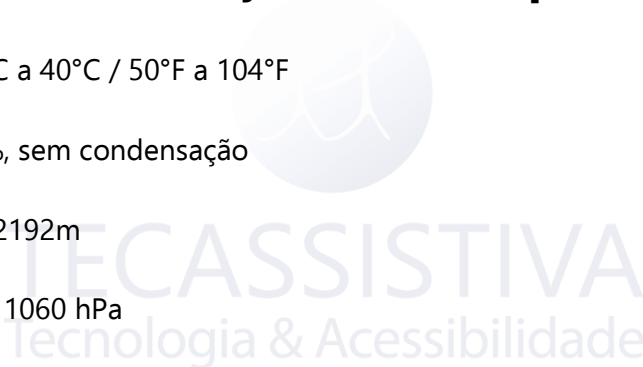 C a 40°C / 50°F a 104°F
, sem condensação
2192m
1060 hPa
TECASSISTIVA
Tecnologia & Acessibilidade